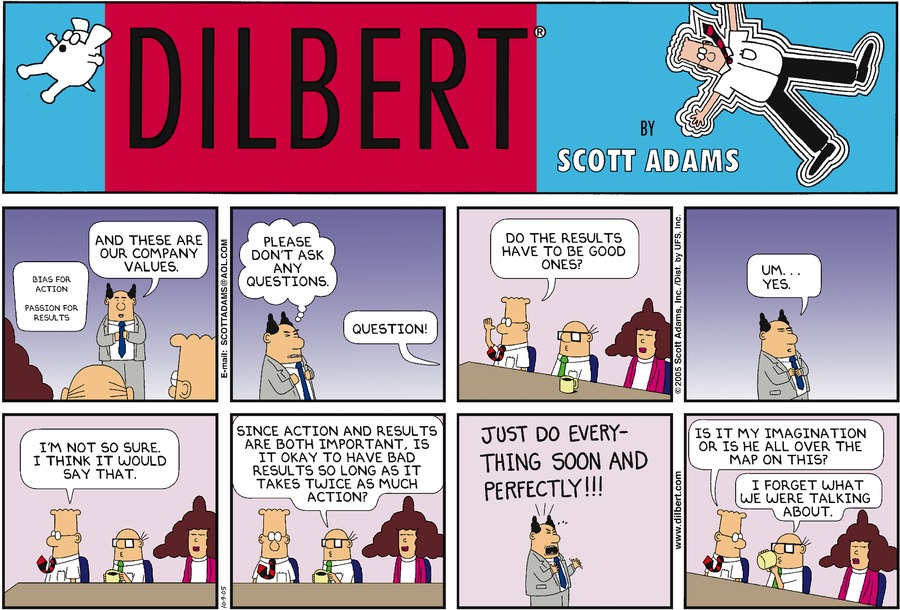 DILBERT®
BY
SCOTT ADAMS
BIAS FOR
ACTION
PASSION FOR
RESULTS
AND THESE ARE
OUR COMPANY
VALUES.
E-mail: SCOTTADAMS@AOL.COM
PLEASE
DON'T ASK
ANY
QUESTIONS.
QUESTION!
DO THE RESULTS
HAVE TO BE GOOD
ONES?
© 2005 Scott Adams, Inc. /Dist. by UFS, Inc.
UM. . .
YES.
I'M NOT SO SURE.
I THINK IT WOULD
SAY THAT.
10-9-05
SINCE ACTION AND RESULTS
ARE BOTH IMPORTANT, IS
IT OKAY TO HAVE BAD
RESULTS SO LONG AS IT
TAKES TWICE AS MUCH
ACTION?
JUST DO EVERY-
THING SOON AND
PERFECTLY!!!
www.dilbert.com
IS IT MY IMAGINATION
OR IS HE ALL OVER THE
MAP ON THIS?
I FORGET WHAT
WE WERE TALKING
ABOUT.